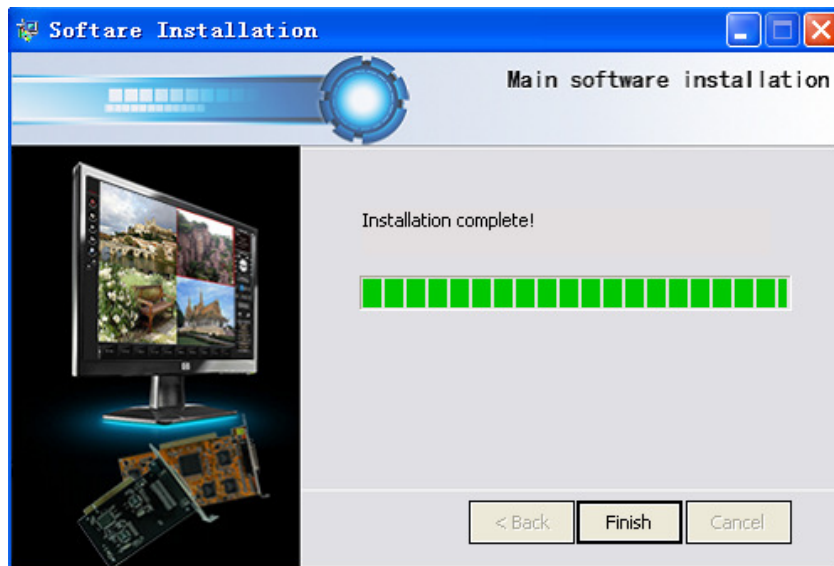 Softare Installation
Main software installation
Installation complete!
< Back
Finish
Cancel